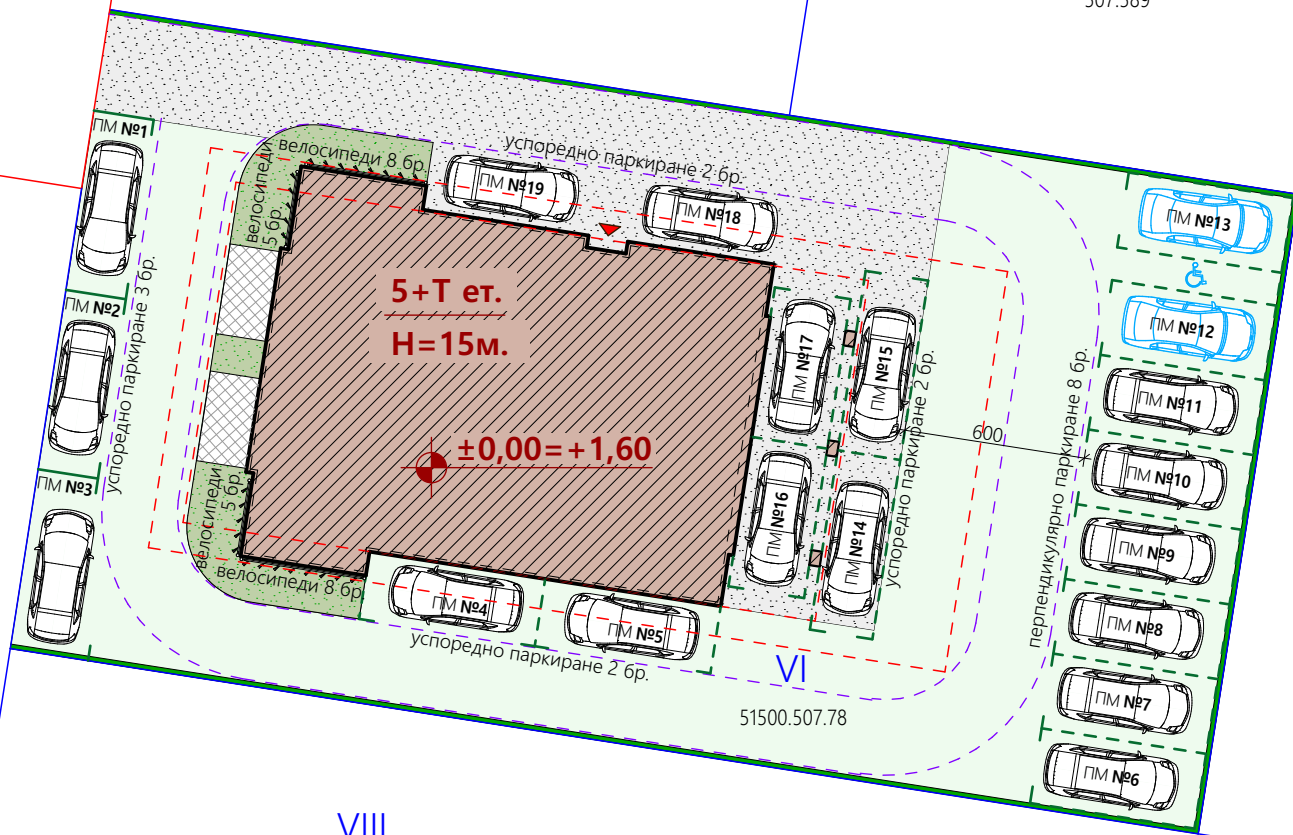 507.589
ПМ №1
велосипеди 8 бр.
велосипеди
5 бр.
успоредно паркиране 2 бр.
ПМ №19
ПМ №18
ПМ №13
ПМ №2
успоредно паркиране 3 бр.
5+Т ет.
Н=15м.
ПМ №17
ПМ №15
успоредно паркиране 2 бр.
ПМ №12
ПМ №11
600
перпендикулярно паркиране 8 бр.
±0,00=+1,60
ПМ №3
велосипеди
5 бр.
велосипеди 8 бр.
ПМ №16
ПМ №14
ПМ №10
ПМ №9
ПМ №4
ПМ №5
успоредно паркиране 2 бр.
ПМ №8
VI
51500.507.78
ПМ №7
ПМ №6
VIII